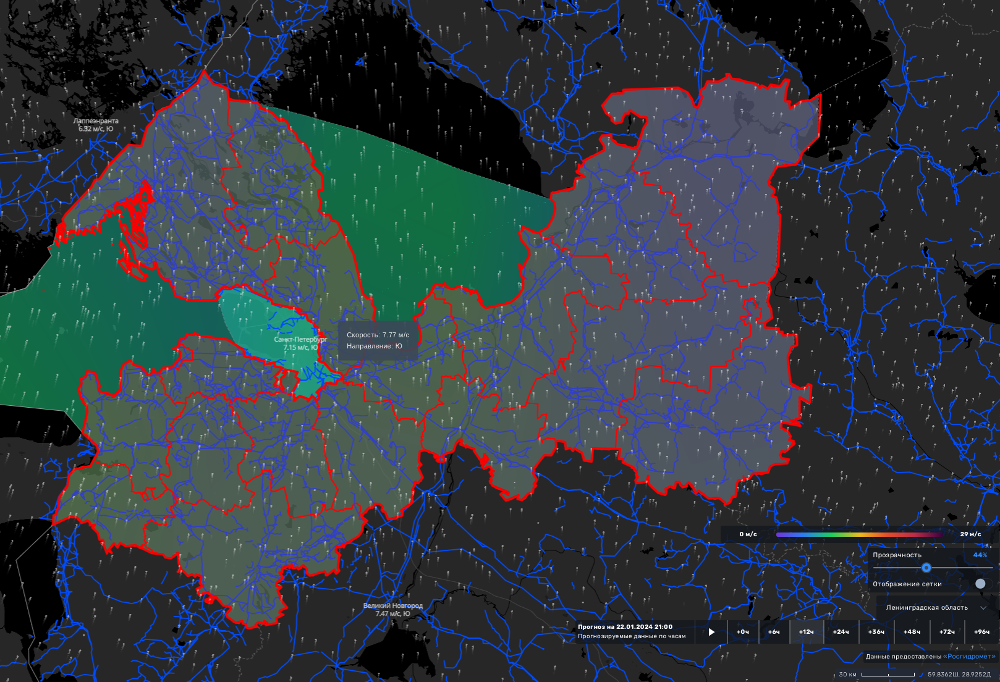 Лаппеэнранта
6.32 м/с, Ю
Санкт-Петербург
7.15 м/с, Ю
Скорость: 7.77 м/с
Направление: Ю
Великий Новгород
7.47 м/с, Ю
0 м/с
29 м/с
Прозрачность 44%
Отображение сетки
Ленинградская область
Прогноз на 22.01.2024 21:00
Прогнозируемые данные по часам
+0ч +6ч +12ч +24ч +36ч +48ч +72ч +96ч
Данные предоставлены «Росгидромет»
30 км
59.8362Ш, 28.9252Д